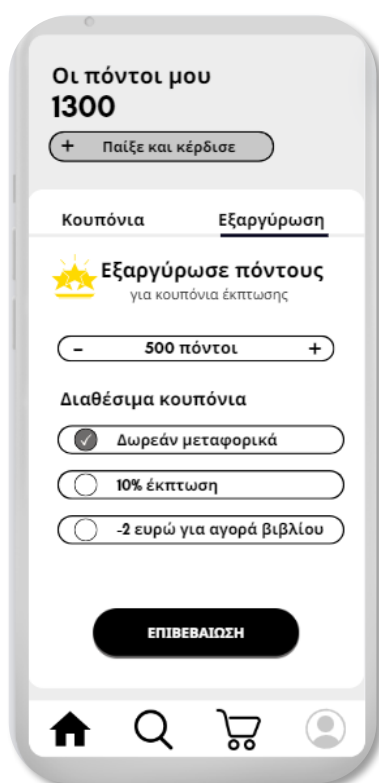 Οι πόντοι μου
1300
+ Παίξε και κέρδισε
Κουπόνια Εξαργύρωση
Εξαργύρωσε πόντους
για κουπόνια έκπτωσης
- 500 πόντοι +
Διαθέσιμα κουπόνια
Δωρεάν μεταφορικά
10% έκπτωση
-2 ευρώ για αγορά βιβλίου
ΕΠΙΒΕΒΑΙΩΣΗ